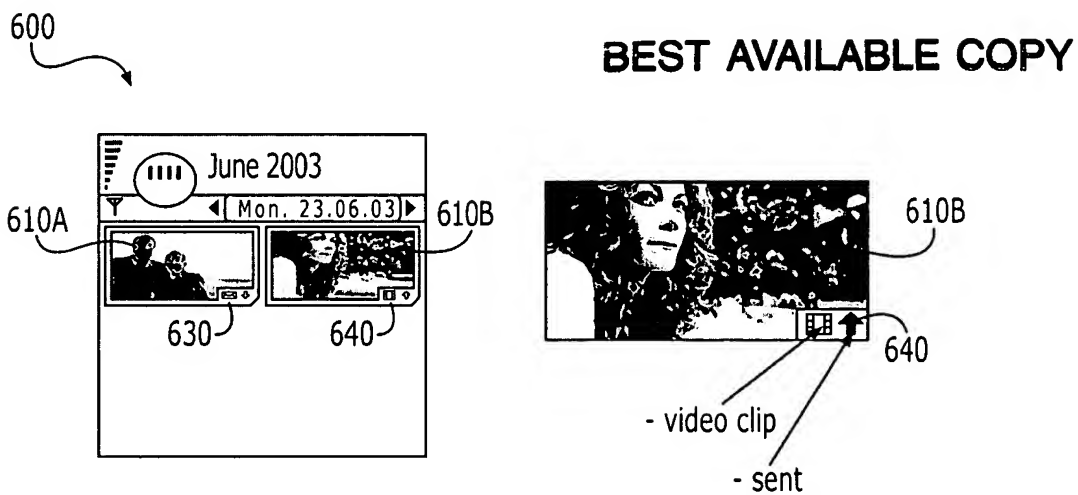 600
BEST AVAILABLE COPY
June 2003
Mon. 23.06.03
610A
610B
610B
630
640
640
- video clip
- sent